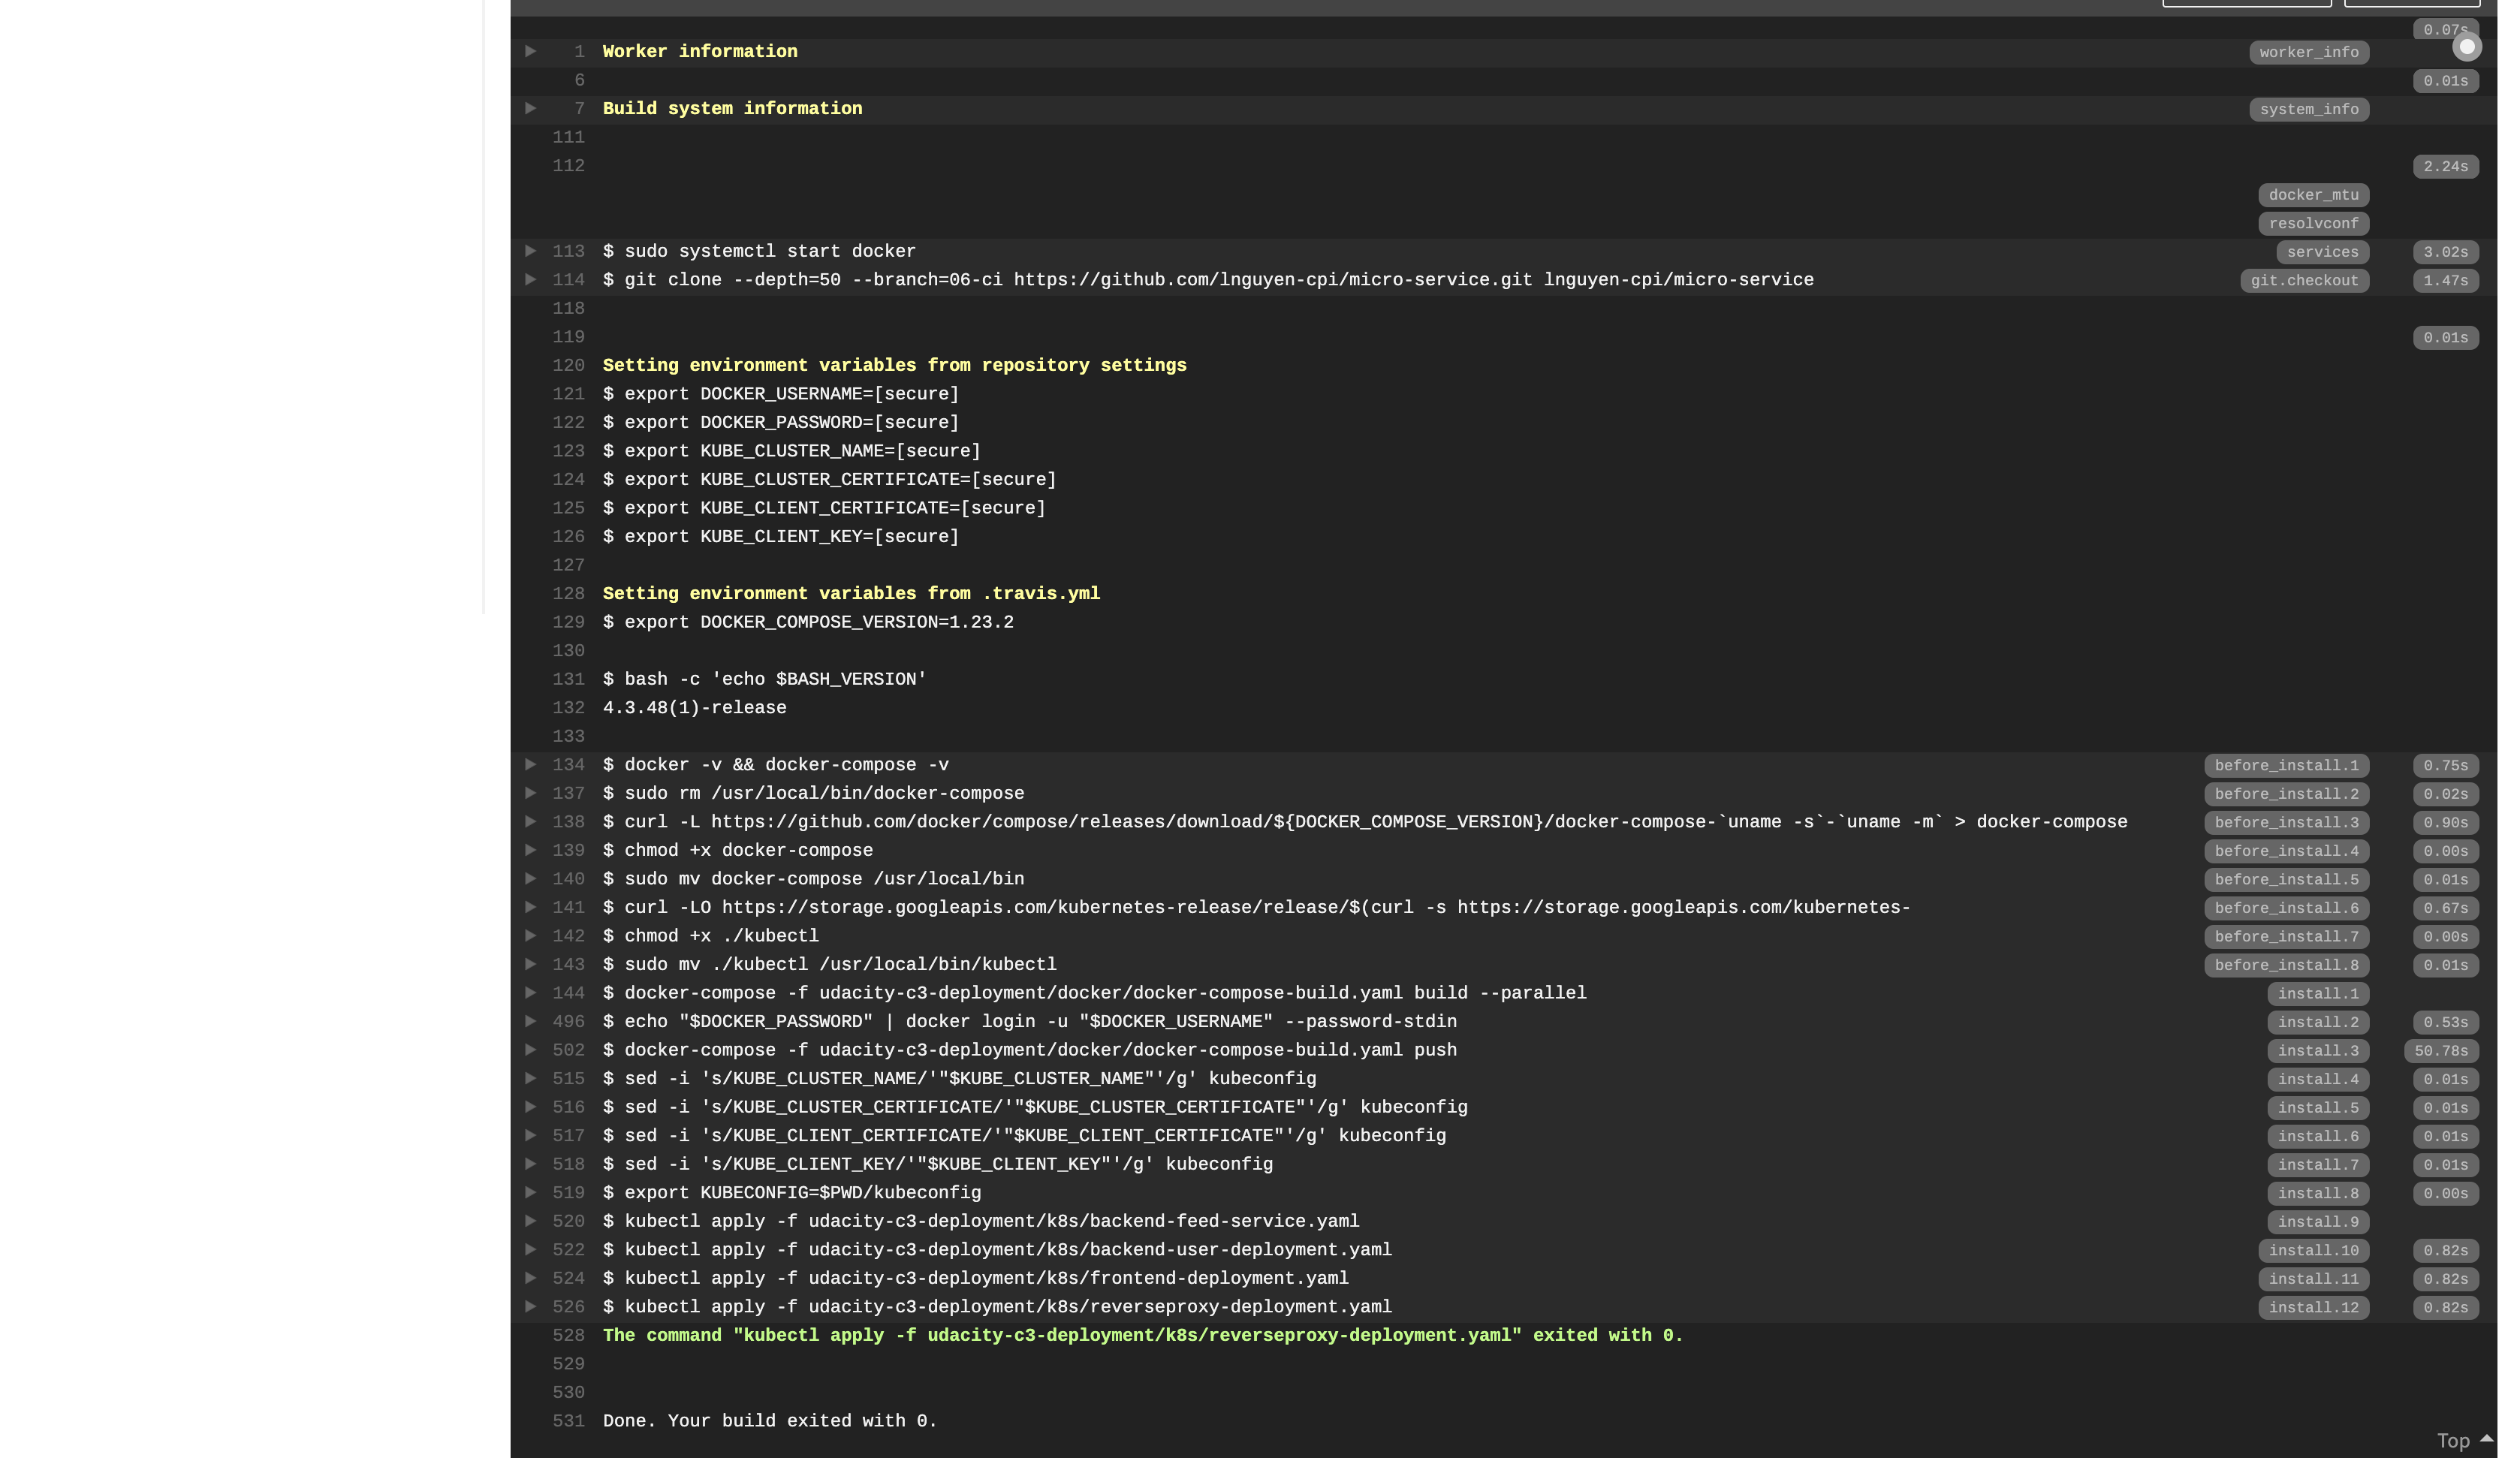 0.07s
1 Worker information worker_info
6 0.01s
7 Build system information system_info
111
112 2.24s
docker_mtu
resolvconf
113 $ sudo systemctl start docker services 3.02s
114 $ git clone --depth=50 --branch=06-ci https://github.com/lnguyen-cpi/micro-service.git lnguyen-cpi/micro-service git.checkout 1.47s
118
119 0.01s
120 Setting environment variables from repository settings
121 $ export DOCKER_USERNAME=[secure]
122 $ export DOCKER_PASSWORD=[secure]
123 $ export KUBE_CLUSTER_NAME=[secure]
124 $ export KUBE_CLUSTER_CERTIFICATE=[secure]
125 $ export KUBE_CLIENT_CERTIFICATE=[secure]
126 $ export KUBE_CLIENT_KEY=[secure]
127
128 Setting environment variables from .travis.yml
129 $ export DOCKER_COMPOSE_VERSION=1.23.2
130
131 $ bash -c 'echo $BASH_VERSION'
132 4.3.48(1)-release
133
134 $ docker -v && docker-compose -v before_install.1 0.75s
137 $ sudo rm /usr/local/bin/docker-compose before_install.2 0.02s
138 $ curl -L https://github.com/docker/compose/releases/download/${DOCKER_COMPOSE_VERSION}/docker-compose-`uname -s`-`uname -m` > docker-compose before_install.3 0.90s
139 $ chmod +x docker-compose before_install.4 0.00s
140 $ sudo mv docker-compose /usr/local/bin before_install.5 0.01s
141 $ curl -LO https://storage.googleapis.com/kubernetes-release/release/$(curl -s https://storage.googleapis.com/kubernetes- before_install.6 0.67s
142 $ chmod +x ./kubectl before_install.7 0.00s
143 $ sudo mv ./kubectl /usr/local/bin/kubectl before_install.8 0.01s
144 $ docker-compose -f udacity-c3-deployment/docker/docker-compose-build.yaml build --parallel install.1
496 $ echo "$DOCKER_PASSWORD" | docker login -u "$DOCKER_USERNAME" --password-stdin install.2 0.53s
502 $ docker-compose -f udacity-c3-deployment/docker/docker-compose-build.yaml push install.3 50.78s
515 $ sed -i 's/KUBE_CLUSTER_NAME/'"$KUBE_CLUSTER_NAME"'/g' kubeconfig install.4 0.01s
516 $ sed -i 's/KUBE_CLUSTER_CERTIFICATE/'"$KUBE_CLUSTER_CERTIFICATE"'/g' kubeconfig install.5 0.01s
517 $ sed -i 's/KUBE_CLIENT_CERTIFICATE/'"$KUBE_CLIENT_CERTIFICATE"'/g' kubeconfig install.6 0.01s
518 $ sed -i 's/KUBE_CLIENT_KEY/'"$KUBE_CLIENT_KEY"'/g' kubeconfig install.7 0.01s
519 $ export KUBECONFIG=$PWD/kubeconfig install.8 0.00s
520 $ kubectl apply -f udacity-c3-deployment/k8s/backend-feed-service.yaml install.9
522 $ kubectl apply -f udacity-c3-deployment/k8s/backend-user-deployment.yaml install.10 0.82s
524 $ kubectl apply -f udacity-c3-deployment/k8s/frontend-deployment.yaml install.11 0.82s
526 $ kubectl apply -f udacity-c3-deployment/k8s/reverseproxy-deployment.yaml install.12 0.82s
528 The command "kubectl apply -f udacity-c3-deployment/k8s/reverseproxy-deployment.yaml" exited with 0.
529
530
531 Done. Your build exited with 0.
Top